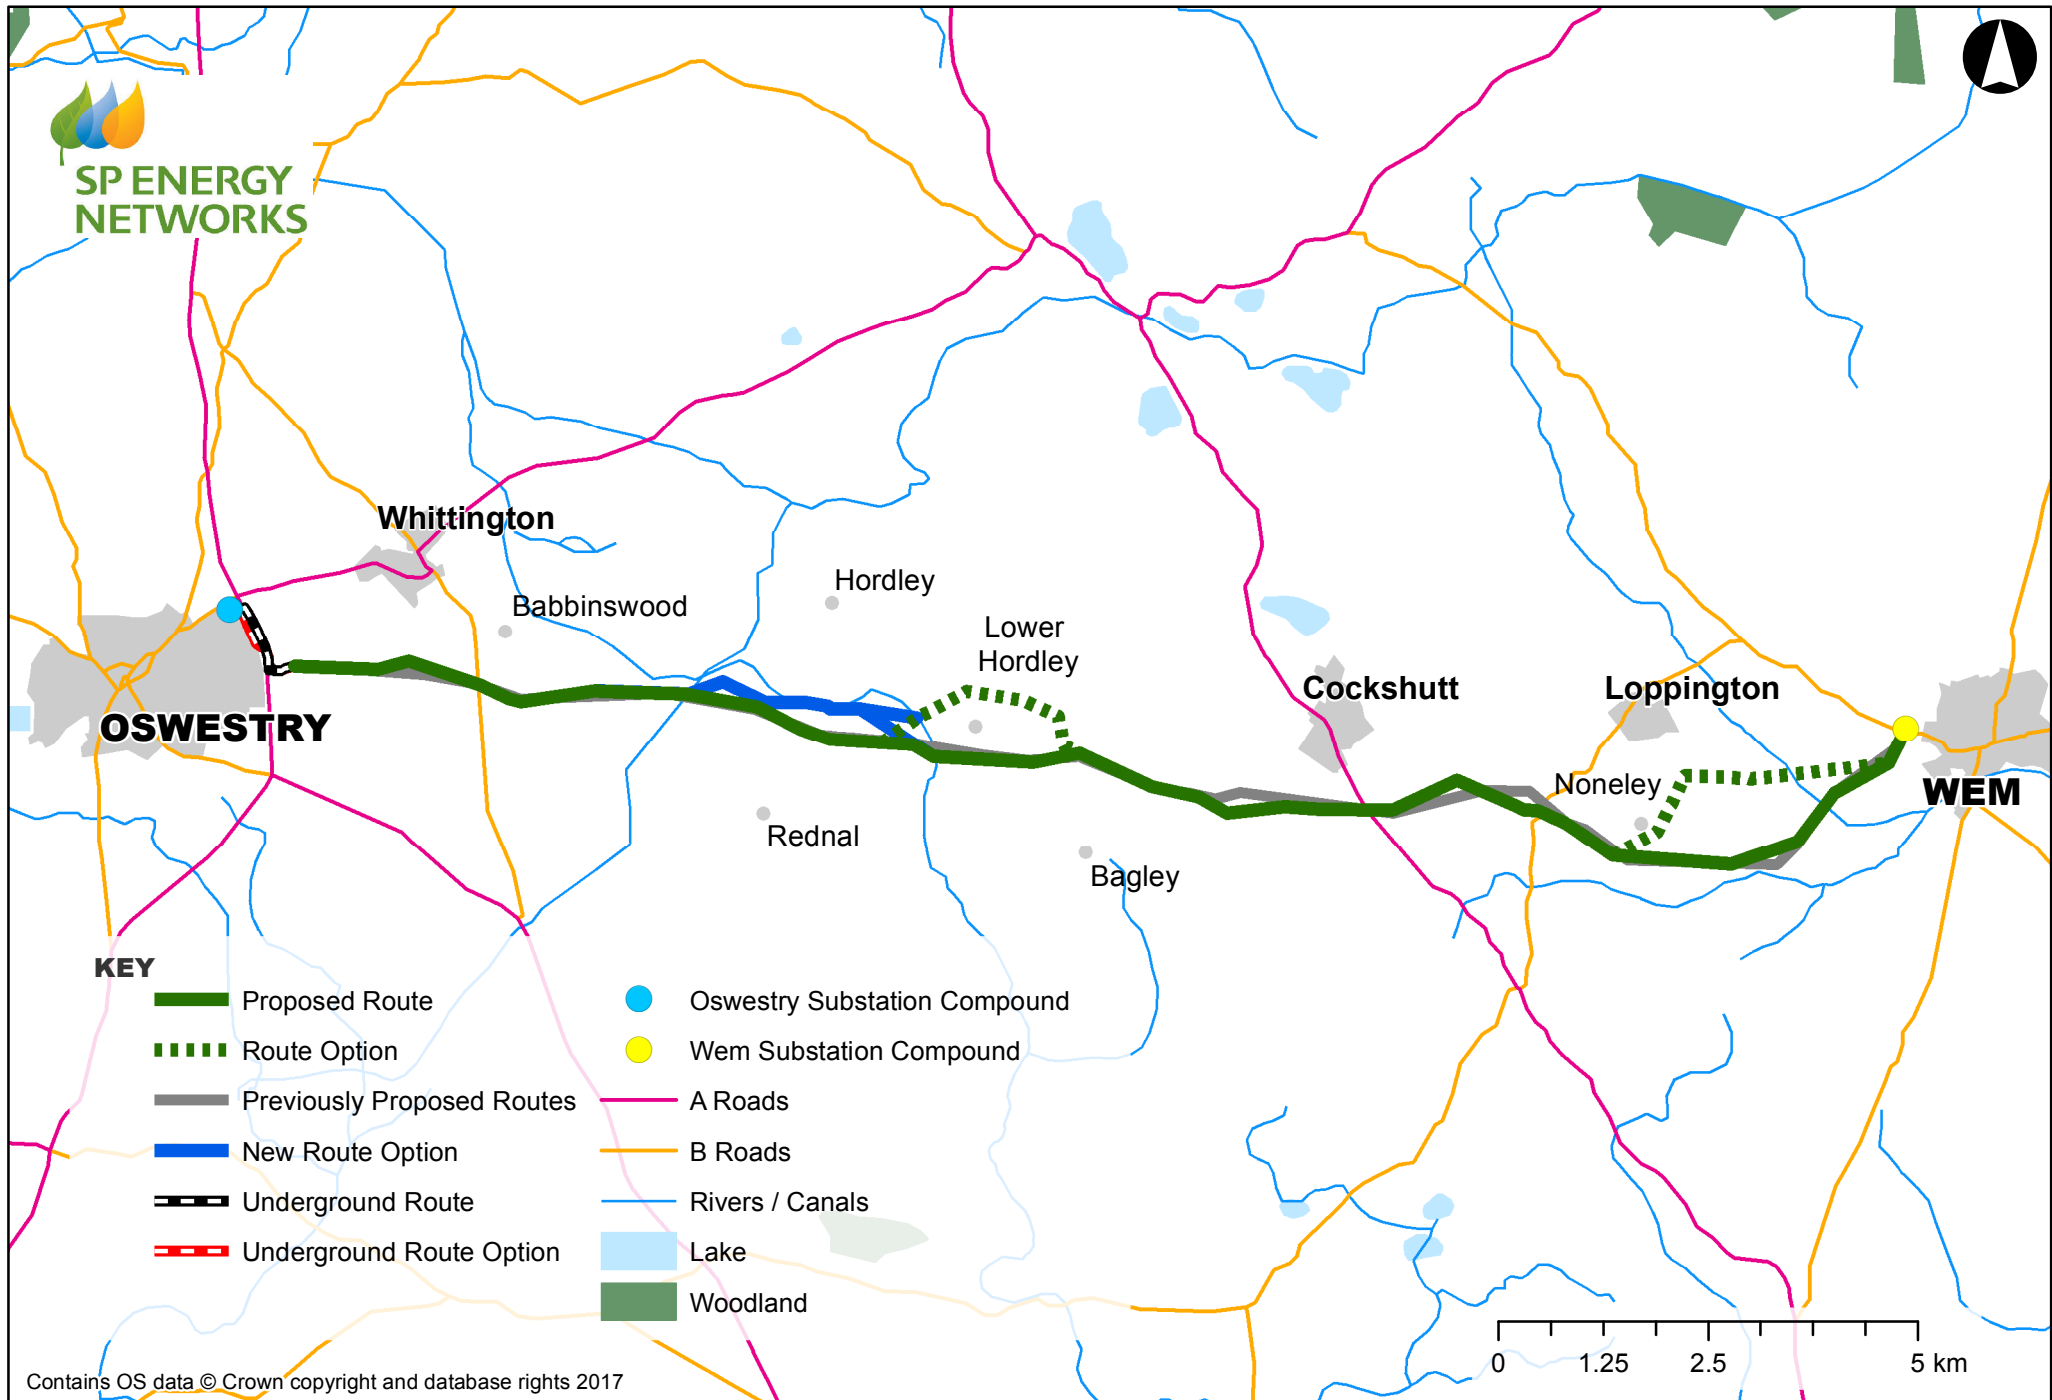 SP ENERGY
NETWORKS
Whittington
Hordley
Babbinswood
Lower
Hordley
Cockshutt
Loppington
OSWESTRY
Noneley
WEM
Rednal
Bagley
KEY
Proposed Route
Route Option
Previously Proposed Routes
New Route Option
Underground Route
Underground Route Option
Oswestry Substation Compound
Wem Substation Compound
A Roads
B Roads
Rivers / Canals
Lake
Woodland
0 1.25 2.5 5 km
Contains OS data © Crown copyright and database rights 2017